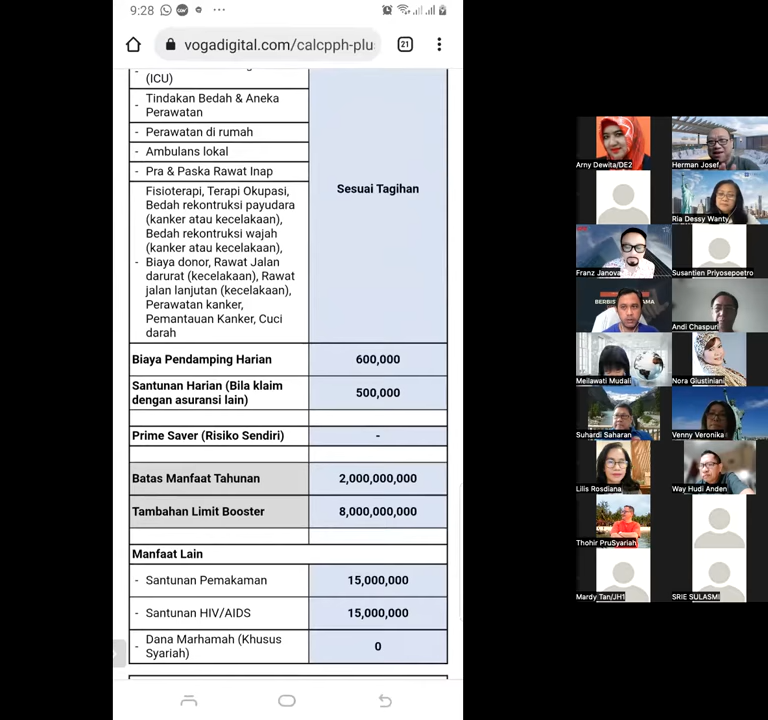 9:28
vogadigital.com/calcpph-plu
21
(ICU)
- Tindakan Bedah & Aneka
Perawatan
- Perawatan di rumah
- Ambulans lokal
- Pra & Paska Rawat Inap
Fisioterapi, Terapi Okupasi,
Bedah rekontruksi payudara
(kanker atau kecelakaan),
Bedah rekontruksi wajah
(kanker atau kecelakaan),
- Biaya donor, Rawat Jalan
darurat (kecelakaan), Rawat
jalan lanjutan (kecelakaan),
Perawatan kanker,
Pemantauan Kanker, Cuci
darah
Sesuai Tagihan
Biaya Pendamping Harian 600,000
Santunan Harian (Bila klaim
dengan asuransi lain) 500,000
Prime Saver (Risiko Sendiri) -
Batas Manfaat Tahunan 2,000,000,000
Tambahan Limit Booster 8,000,000,000
Manfaat Lain
- Santunan Pemakaman 15,000,000
- Santunan HIV/AIDS 15,000,000
- Dana Marhamah (Khusus
Syariah) 0
Arny Dewita/DE2
Herman Josef
Ria Dessy Wanty
Franz Janova
Susantien Priyosepoetro
Andi Chaspuri
Meilawati Mudali
Nora Giustiniani
Suhardi Saharan
Venny Veronika
Lilis Rosdiana
Way Hudi Anden
Thohir PruSyariah
Mardy Tan/JH1
SRIE SULASMI